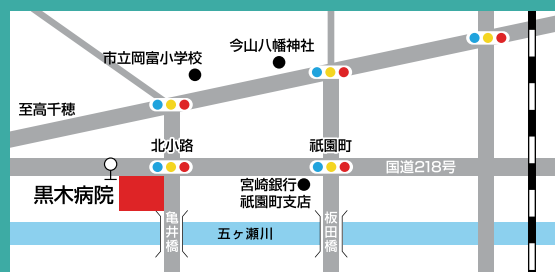 今山八幡神社
市立岡富小学校
至高千穂
北小路
祇園町
国道218号
黒木病院
宮崎銀行
祇園町支店
亀井橋
板田橋
五ヶ瀬川